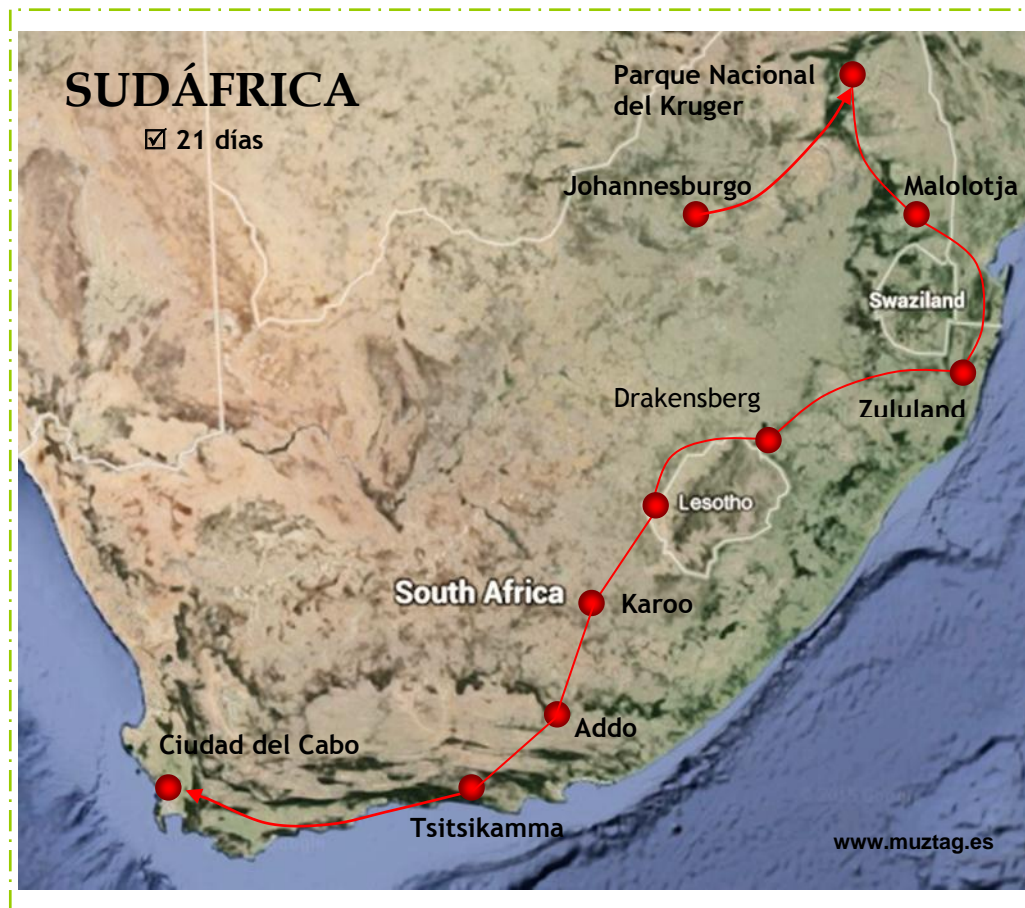 SUDÁFRICA
☑ 21 días
Parque Nacional
del Kruger
Johannesburgo
Malolotja
Swaziland
Drakensberg
Zululand
Lesotho
South Africa
Karoo
Addo
Ciudad del Cabo
Tsitsikamma
www.muztag.es